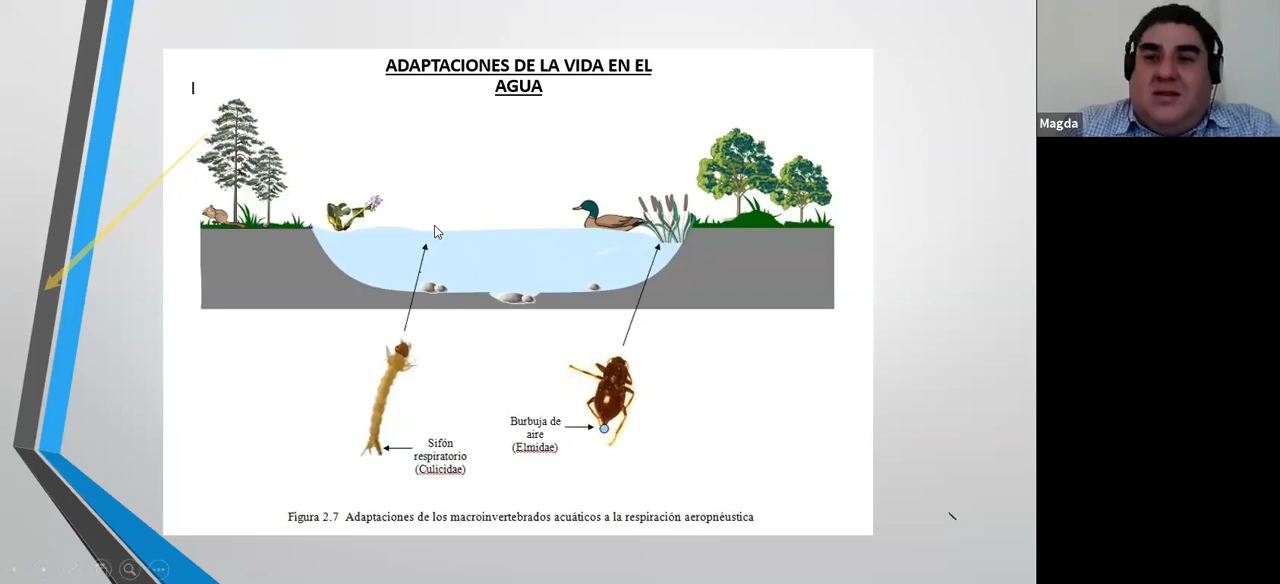 ADAPTACIONES DE LA VIDA EN EL
AGUA
Magda
Burbuja de
aire
(Elmidae)
Sifón
respiratorio
(Culicidae)
Figura 2.7 Adaptaciones de los macroinvertebrados acuáticos a la respiración aeropnéustica